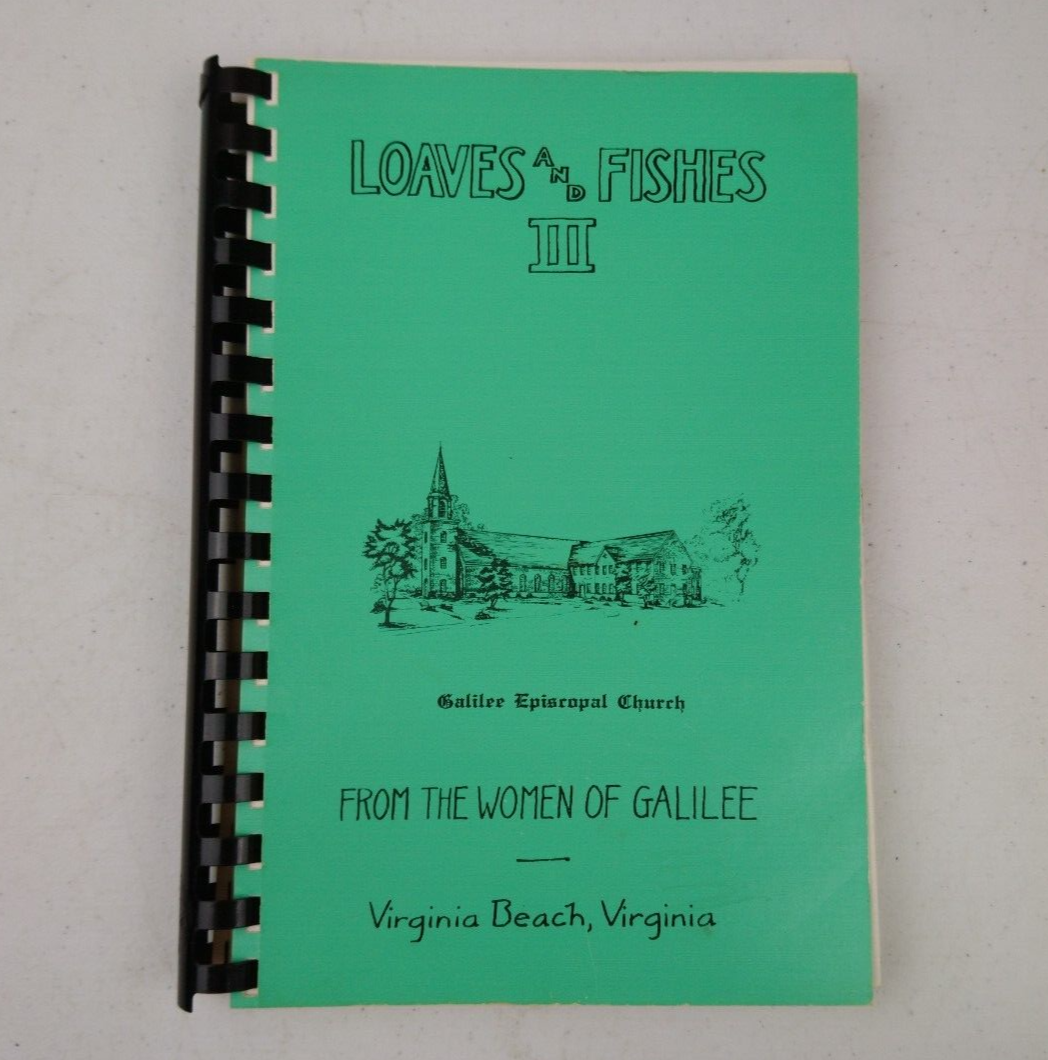 LOAVES AND FISHES
III
Galilee Episcopal Church
FROM THE WOMEN OF GALILEE
Virginia Beach, Virginia